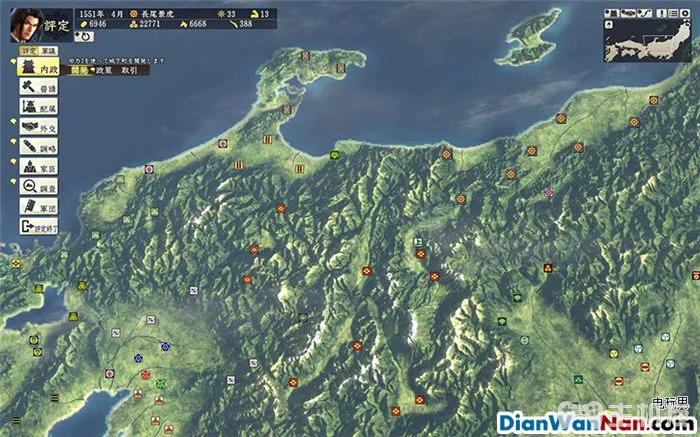 評定
1551年 4月 長尾景虎 33 13
6946 22771 6668 388
評定 軍議
労力2を使って城下町を開発します
内政 開発 政策 取引
普請
配属
外交
調略
家臣
調査
軍団
評定終了
电玩男
DianWanNan.com